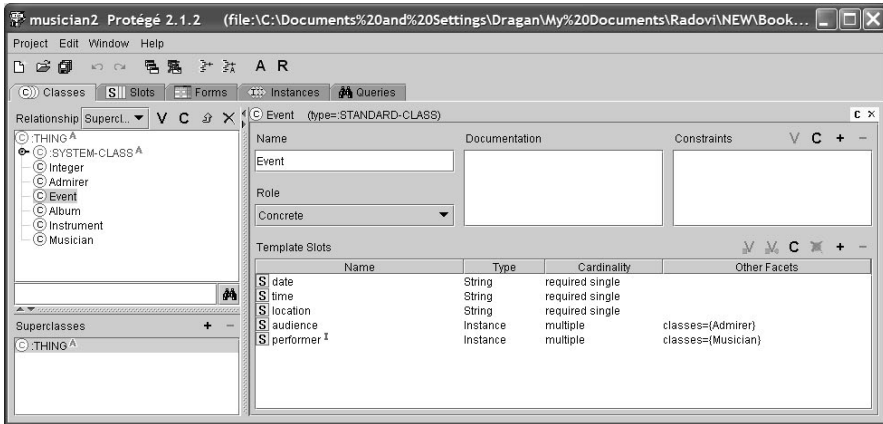 musician2 Protégé 2.1.2 (file:\C:\Documents%20and%20Settings\Dragan\My%20Documents\Radovi\NEW\Book...
Project Edit Window Help
A R
C Classes S Slots Forms Instances Queries
Relationship Supercl... V C X
C Event (type=:STANDARD-CLASS) C X
C :THING A
C :SYSTEM-CLASS A
C Integer
C Admirer
C Event
C Album
C Instrument
C Musician
Superclasses + −
C :THING A
Name Documentation Constraints V C + −
Event
Role
Concrete
Template Slots V V C X + −
Name Type Cardinality Other Facets
S date String required single
S time String required single
S location String required single
S audience Instance multiple classes={Admirer}
S performer I Instance multiple classes={Musician}